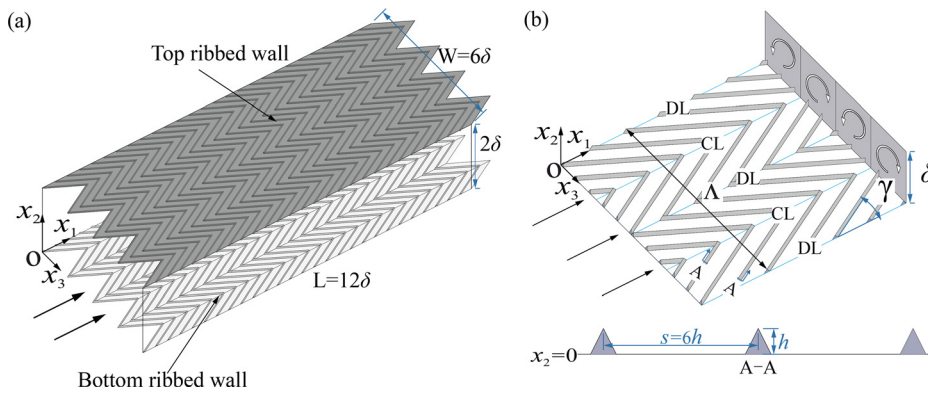 (a)
Top ribbed wall
W=6δ
2δ
x₂
x₁
O
x₃
L=12δ
Bottom ribbed wall
(b)
DL
CL
x₂
x₁
O
x₃
Λ
DL
CL
DL
γ
δ
A
A
s=6h
h
x₂=0
A−A